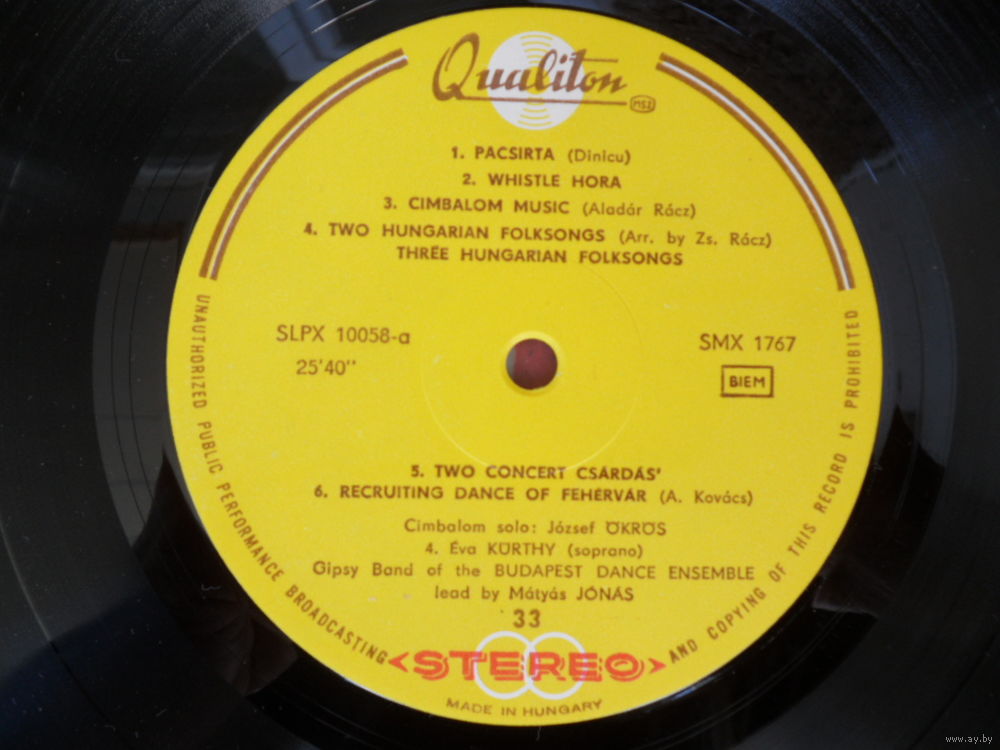 Qualiton
MSZ
1. PACSIRTA (Dinicu)
2. WHISTLE HORA
3. CIMBALOM MUSIC (Aladár Rácz)
4. TWO HUNGARIAN FOLKSONGS (Arr. by Zs. Rácz)
THREE HUNGARIAN FOLKSONGS
SLPX 10058-a
25'40"
SMX 1767
BIEM
5. TWO CONCERT CSÁRDÁS'
6. RECRUITING DANCE OF FEHÉRVÁR (A. Kovács)
Cimbalom solo: József ÖKRÖS
4. Éva KÜRTHY (soprano)
Gipsy Band of the BUDAPEST DANCE ENSEMBLE
lead by Mátyás JÓNÁS
33
STEREO
UNAUTHORIZED PUBLIC PERFORMANCE BROADCASTING AND COPYING OF THIS RECORD IS PROHIBITED
MADE IN HUNGARY
www.ay.by